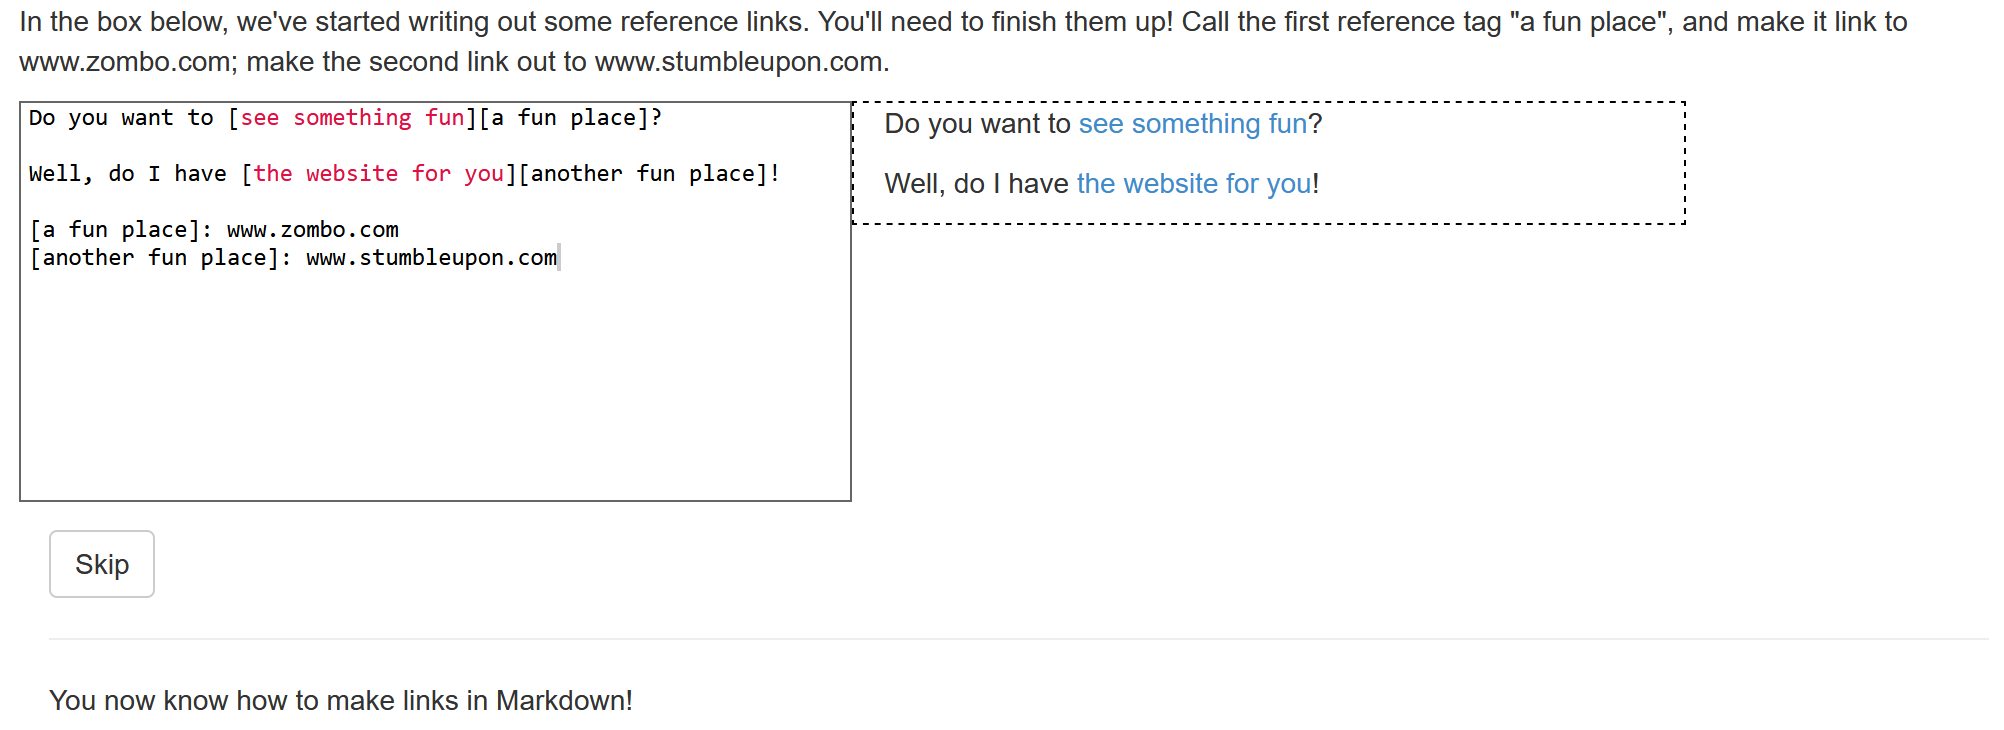 In the box below, we've started writing out some reference links. You'll need to finish them up! Call the first reference tag "a fun place", and make it link to
www.zombo.com; make the second link out to www.stumbleupon.com.
Do you want to [see something fun][a fun place]?
Well, do I have [the website for you][another fun place]!
[a fun place]: www.zombo.com
[another fun place]: www.stumbleupon.com
Do you want to see something fun?
Well, do I have the website for you!
Skip
You now know how to make links in Markdown!